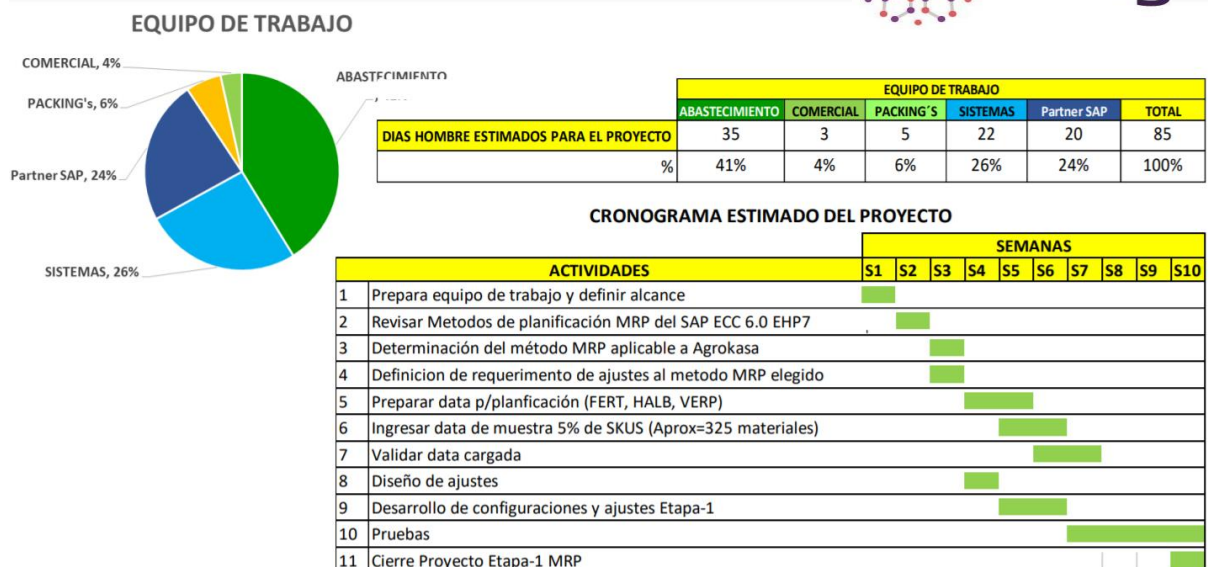 EQUIPO DE TRABAJO
COMERCIAL, 4%
PACKING's, 6%
Partner SAP, 24%
SISTEMAS, 26%
ABASTECIMIENTO
EQUIPO DE TRABAJO
ABASTECIMIENTO COMERCIAL PACKING´S SISTEMAS Partner SAP TOTAL
DIAS HOMBRE ESTIMADOS PARA EL PROYECTO 35 3 5 22 20 85
% 41% 4% 6% 26% 24% 100%
CRONOGRAMA ESTIMADO DEL PROYECTO
SEMANAS
ACTIVIDADES S1 S2 S3 S4 S5 S6 S7 S8 S9 S10
1 Prepara equipo de trabajo y definir alcance
2 Revisar Metodos de planificación MRP del SAP ECC 6.0 EHP7
3 Determinación del método MRP aplicable a Agrokasa
4 Definicion de requerimento de ajustes al metodo MRP elegido
5 Preparar data p/planficación (FERT, HALB, VERP)
6 Ingresar data de muestra 5% de SKUS (Aprox=325 materiales)
7 Validar data cargada
8 Diseño de ajustes
9 Desarrollo de configuraciones y ajustes Etapa-1
10 Pruebas
11 Cierre Proyecto Etapa-1 MRP